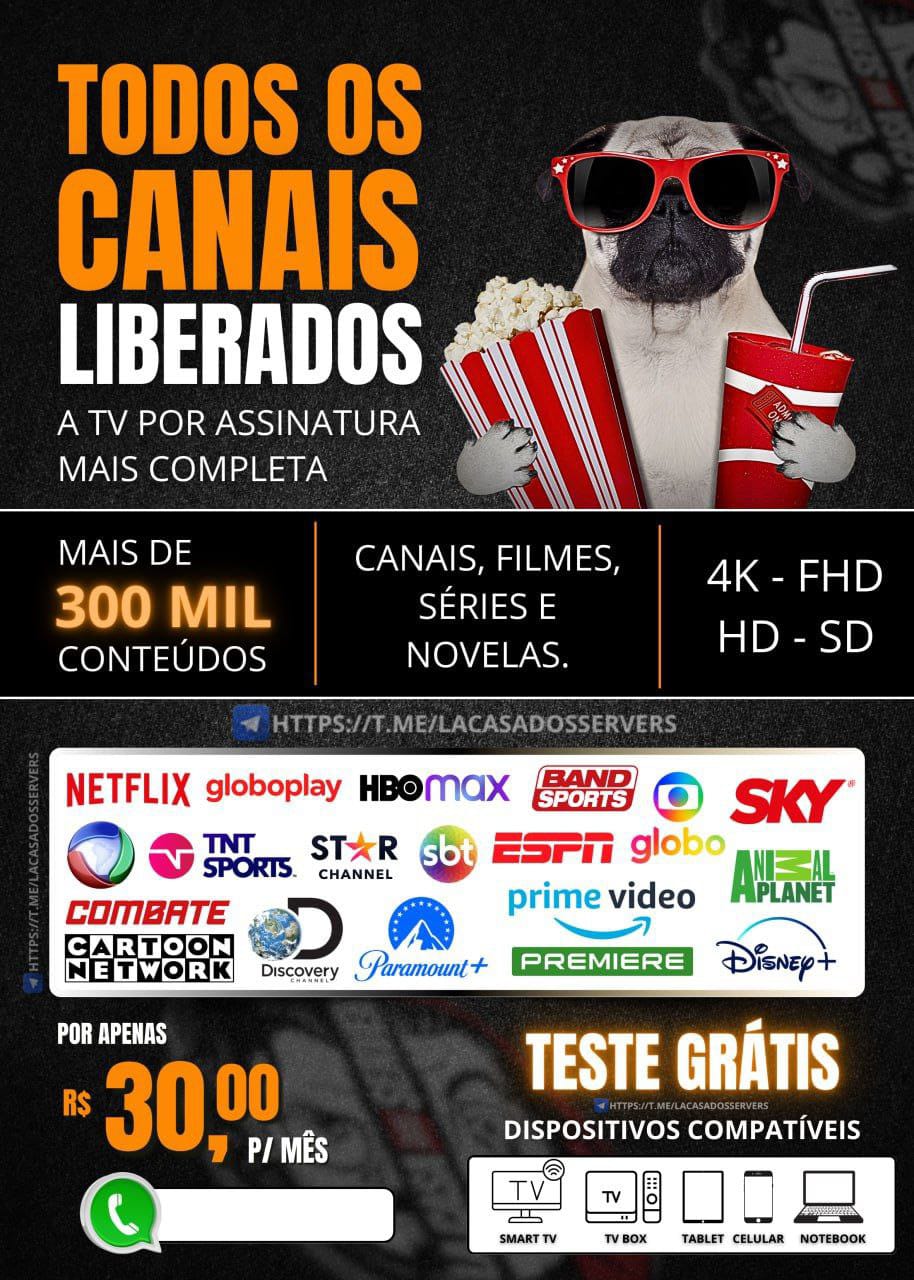 TODOS OS
CANAIS
LIBERADOS
A TV POR ASSINATURA
MAIS COMPLETA
MAIS DE
300 MIL
CONTEÚDOS
CANAIS, FILMES,
SÉRIES E
NOVELAS.
4K - FHD
HD - SD
HTTPS://T.ME/LACASADOSSERVERS
HTTPS://T.ME/LACASADOSSERVERS
NETFLIX globoplay HBOmax BAND SPORTS SKY
TNT SPORTS STAR CHANNEL sbt ESPN globo ANIMAL PLANET
COMBATE
CARTOON NETWORK
Discovery CHANNEL
Paramount+
prime video
PREMIERE
Disney+
POR APENAS
R$ 30,00
P/ MÊS
TESTE GRÁTIS
HTTPS://T.ME/LACASADOSSERVERS
DISPOSITIVOS COMPATÍVEIS
TV
TV
SMART TV TV BOX TABLET CELULAR NOTEBOOK